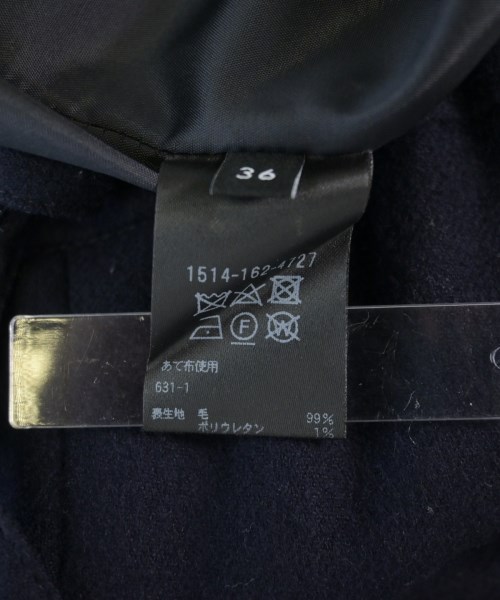 36
1514-162-4727
F W
あて布使用
631-1
表生地 毛 99%
ポリウレタン 1%